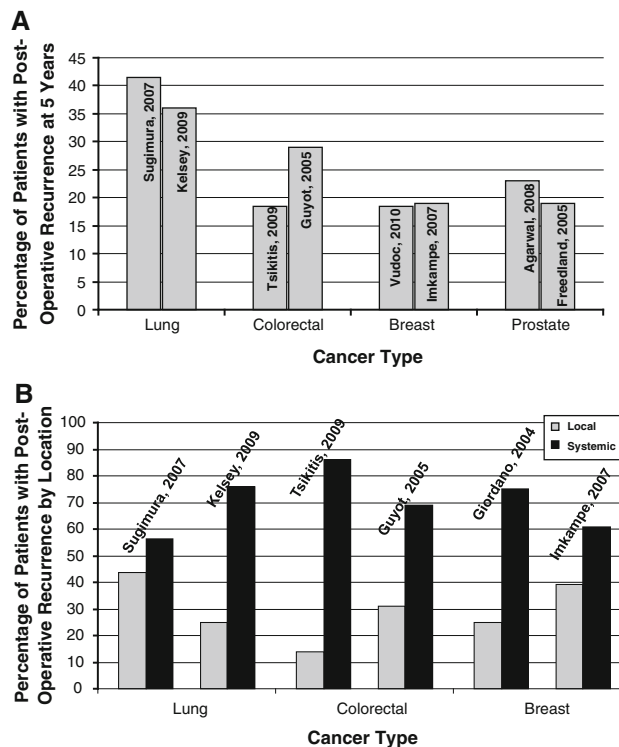 A
Percentage of Patients with Post-
Operative Recurrence at 5 Years
45
40
35
30
25
20
15
10
5
0
Sugimura, 2007
Kelsey, 2009
Tsikitis, 2009
Guyot, 2005
Vudoc, 2010
Imkampe, 2007
Agarwal, 2008
Freedland, 2005
Lung Colorectal Breast Prostate
Cancer Type
B
Percentage of Patients with Post-
Operative Recurrence by Location
100
90
80
70
60
50
40
30
20
10
0
Sugimura, 2007
Kelsey, 2009
Tsikitis, 2009
Guyot, 2005
Giordano, 2004
Imkampe, 2007
Local
Systemic
Lung Colorectal Breast
Cancer Type